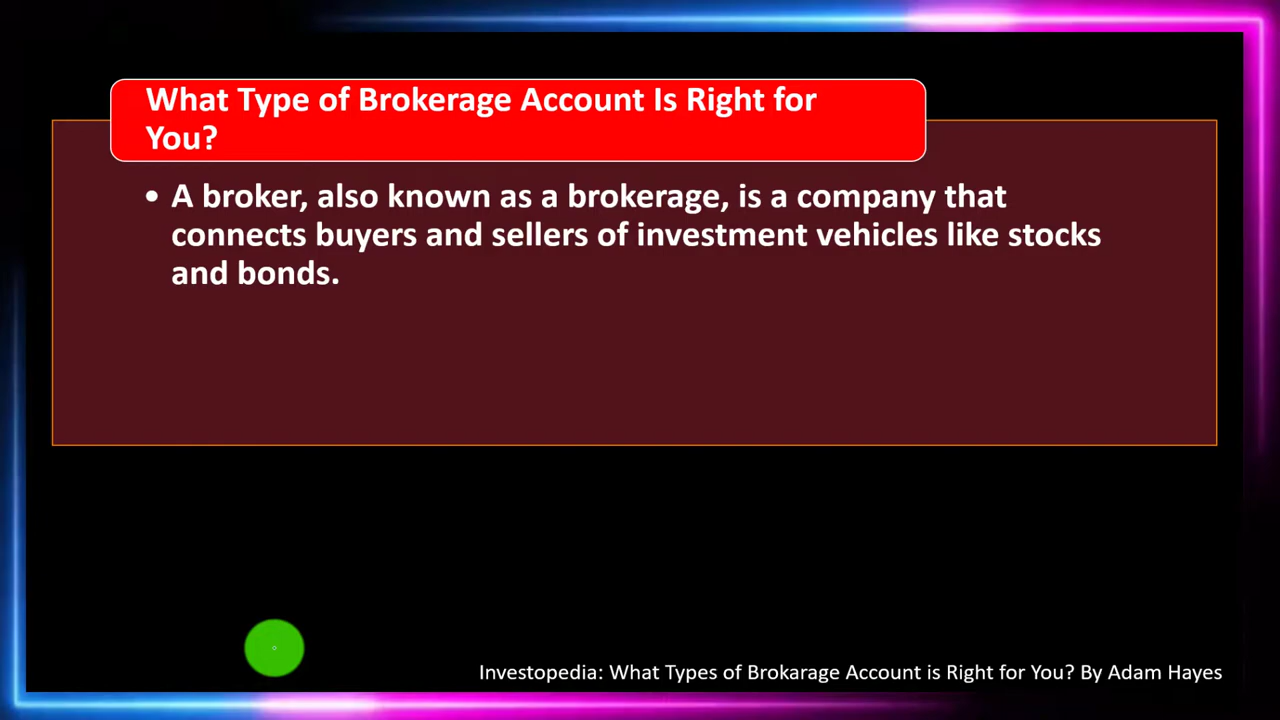 What Type of Brokerage Account Is Right for
You?
• A broker, also known as a brokerage, is a company that
connects buyers and sellers of investment vehicles like stocks
and bonds.
Investopedia: What Types of Brokarage Account is Right for You? By Adam Hayes